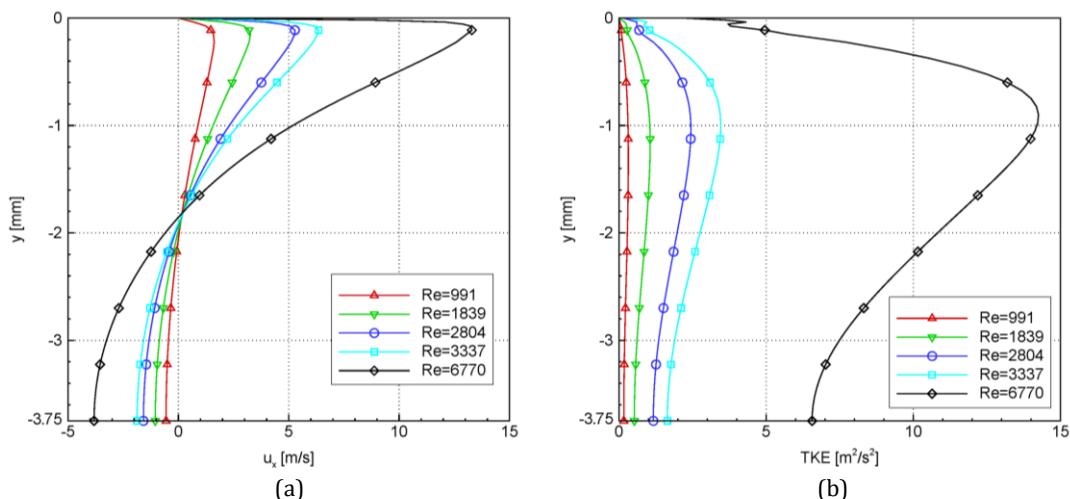 0
-1
-2
-3
-3.75
y [mm]
-5
0
5
10
15
uₓ [m/s]
Re=991
Re=1839
Re=2804
Re=3337
Re=6770
(a)
0
-1
-2
-3
-3.75
y [mm]
0
5
10
15
TKE [m²/s²]
Re=991
Re=1839
Re=2804
Re=3337
Re=6770
(b)